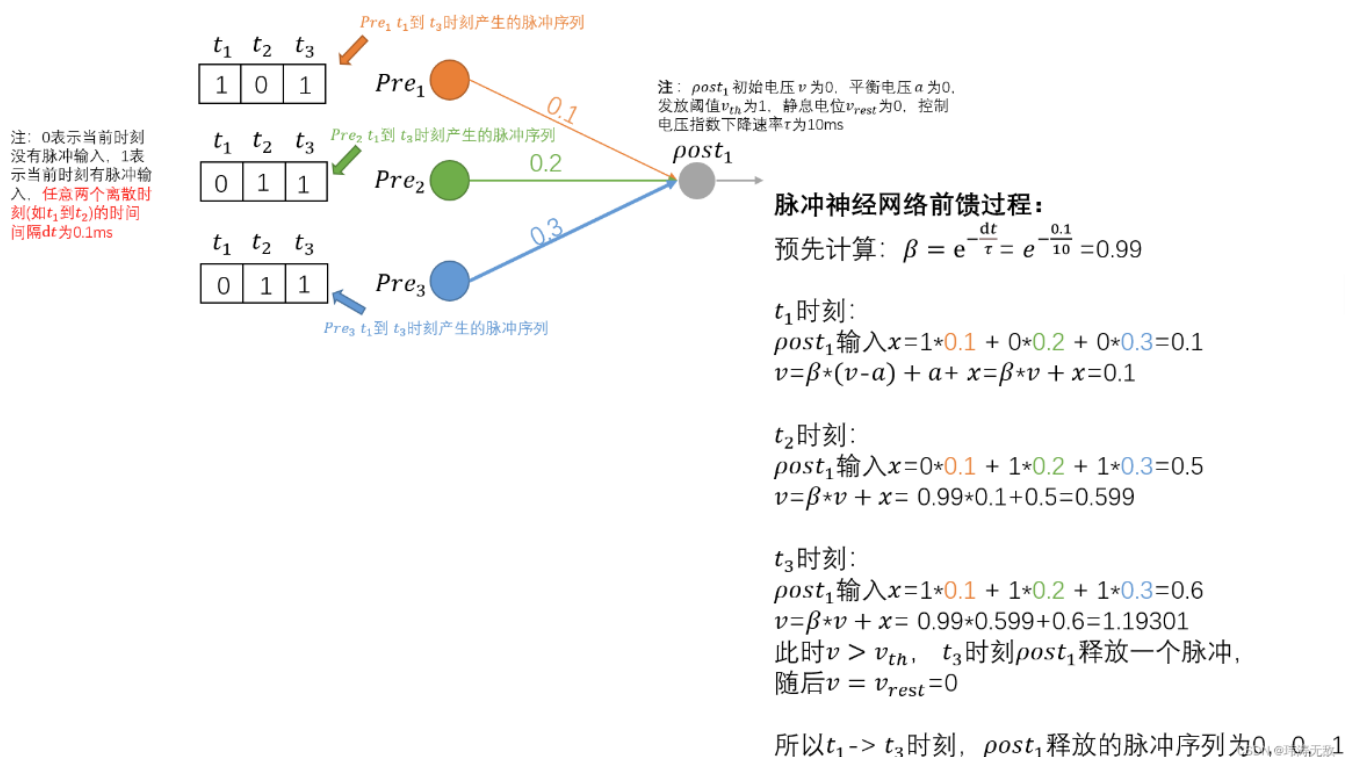 Pre₁ t₁到 t₃时刻产生的脉冲序列
t₁ t₂ t₃
1 0 1
Pre₁
0.1
注：0表示当前时刻
没有脉冲输入，1表
示当前时刻有脉冲输
入，任意两个离散时
刻(如t₁到t₂)的时间
间隔dt为0.1ms
Pre₂ t₁到 t₃时刻产生的脉冲序列
t₁ t₂ t₃
0 1 1
Pre₂
0.2
t₁ t₂ t₃
0 1 1
Pre₃
0.3
Pre₃ t₁到 t₃时刻产生的脉冲序列
注：ρost₁ 初始电压 v 为0，平衡电压 a 为0，
发放阈值vₜₕ为1，静息电位vᵣₑₛₜ为0，控制
电压指数下降速率τ为10ms
ρost₁
脉冲神经网络前馈过程：
预先计算：β = e^(-dt/τ) = e^(-0.1/10) =0.99
t₁时刻：
ρost₁输入x=1*0.1 + 0*0.2 + 0*0.3=0.1
v=β*(v-a) + a+ x=β*v + x=0.1
t₂时刻：
ρost₁输入x=0*0.1 + 1*0.2 + 1*0.3=0.5
v=β*v + x= 0.99*0.1+0.5=0.599
t₃时刻：
ρost₁输入x=1*0.1 + 1*0.2 + 1*0.3=0.6
v=β*v + x= 0.99*0.599+0.6=1.19301
此时v > vₜₕ， t₃时刻ρost₁释放一个脉冲，
随后v = vᵣₑₛₜ=0
所以t₁-> t₃时刻，ρost₁释放的脉冲序列为0，0，1
CSDN @玮涛无敌